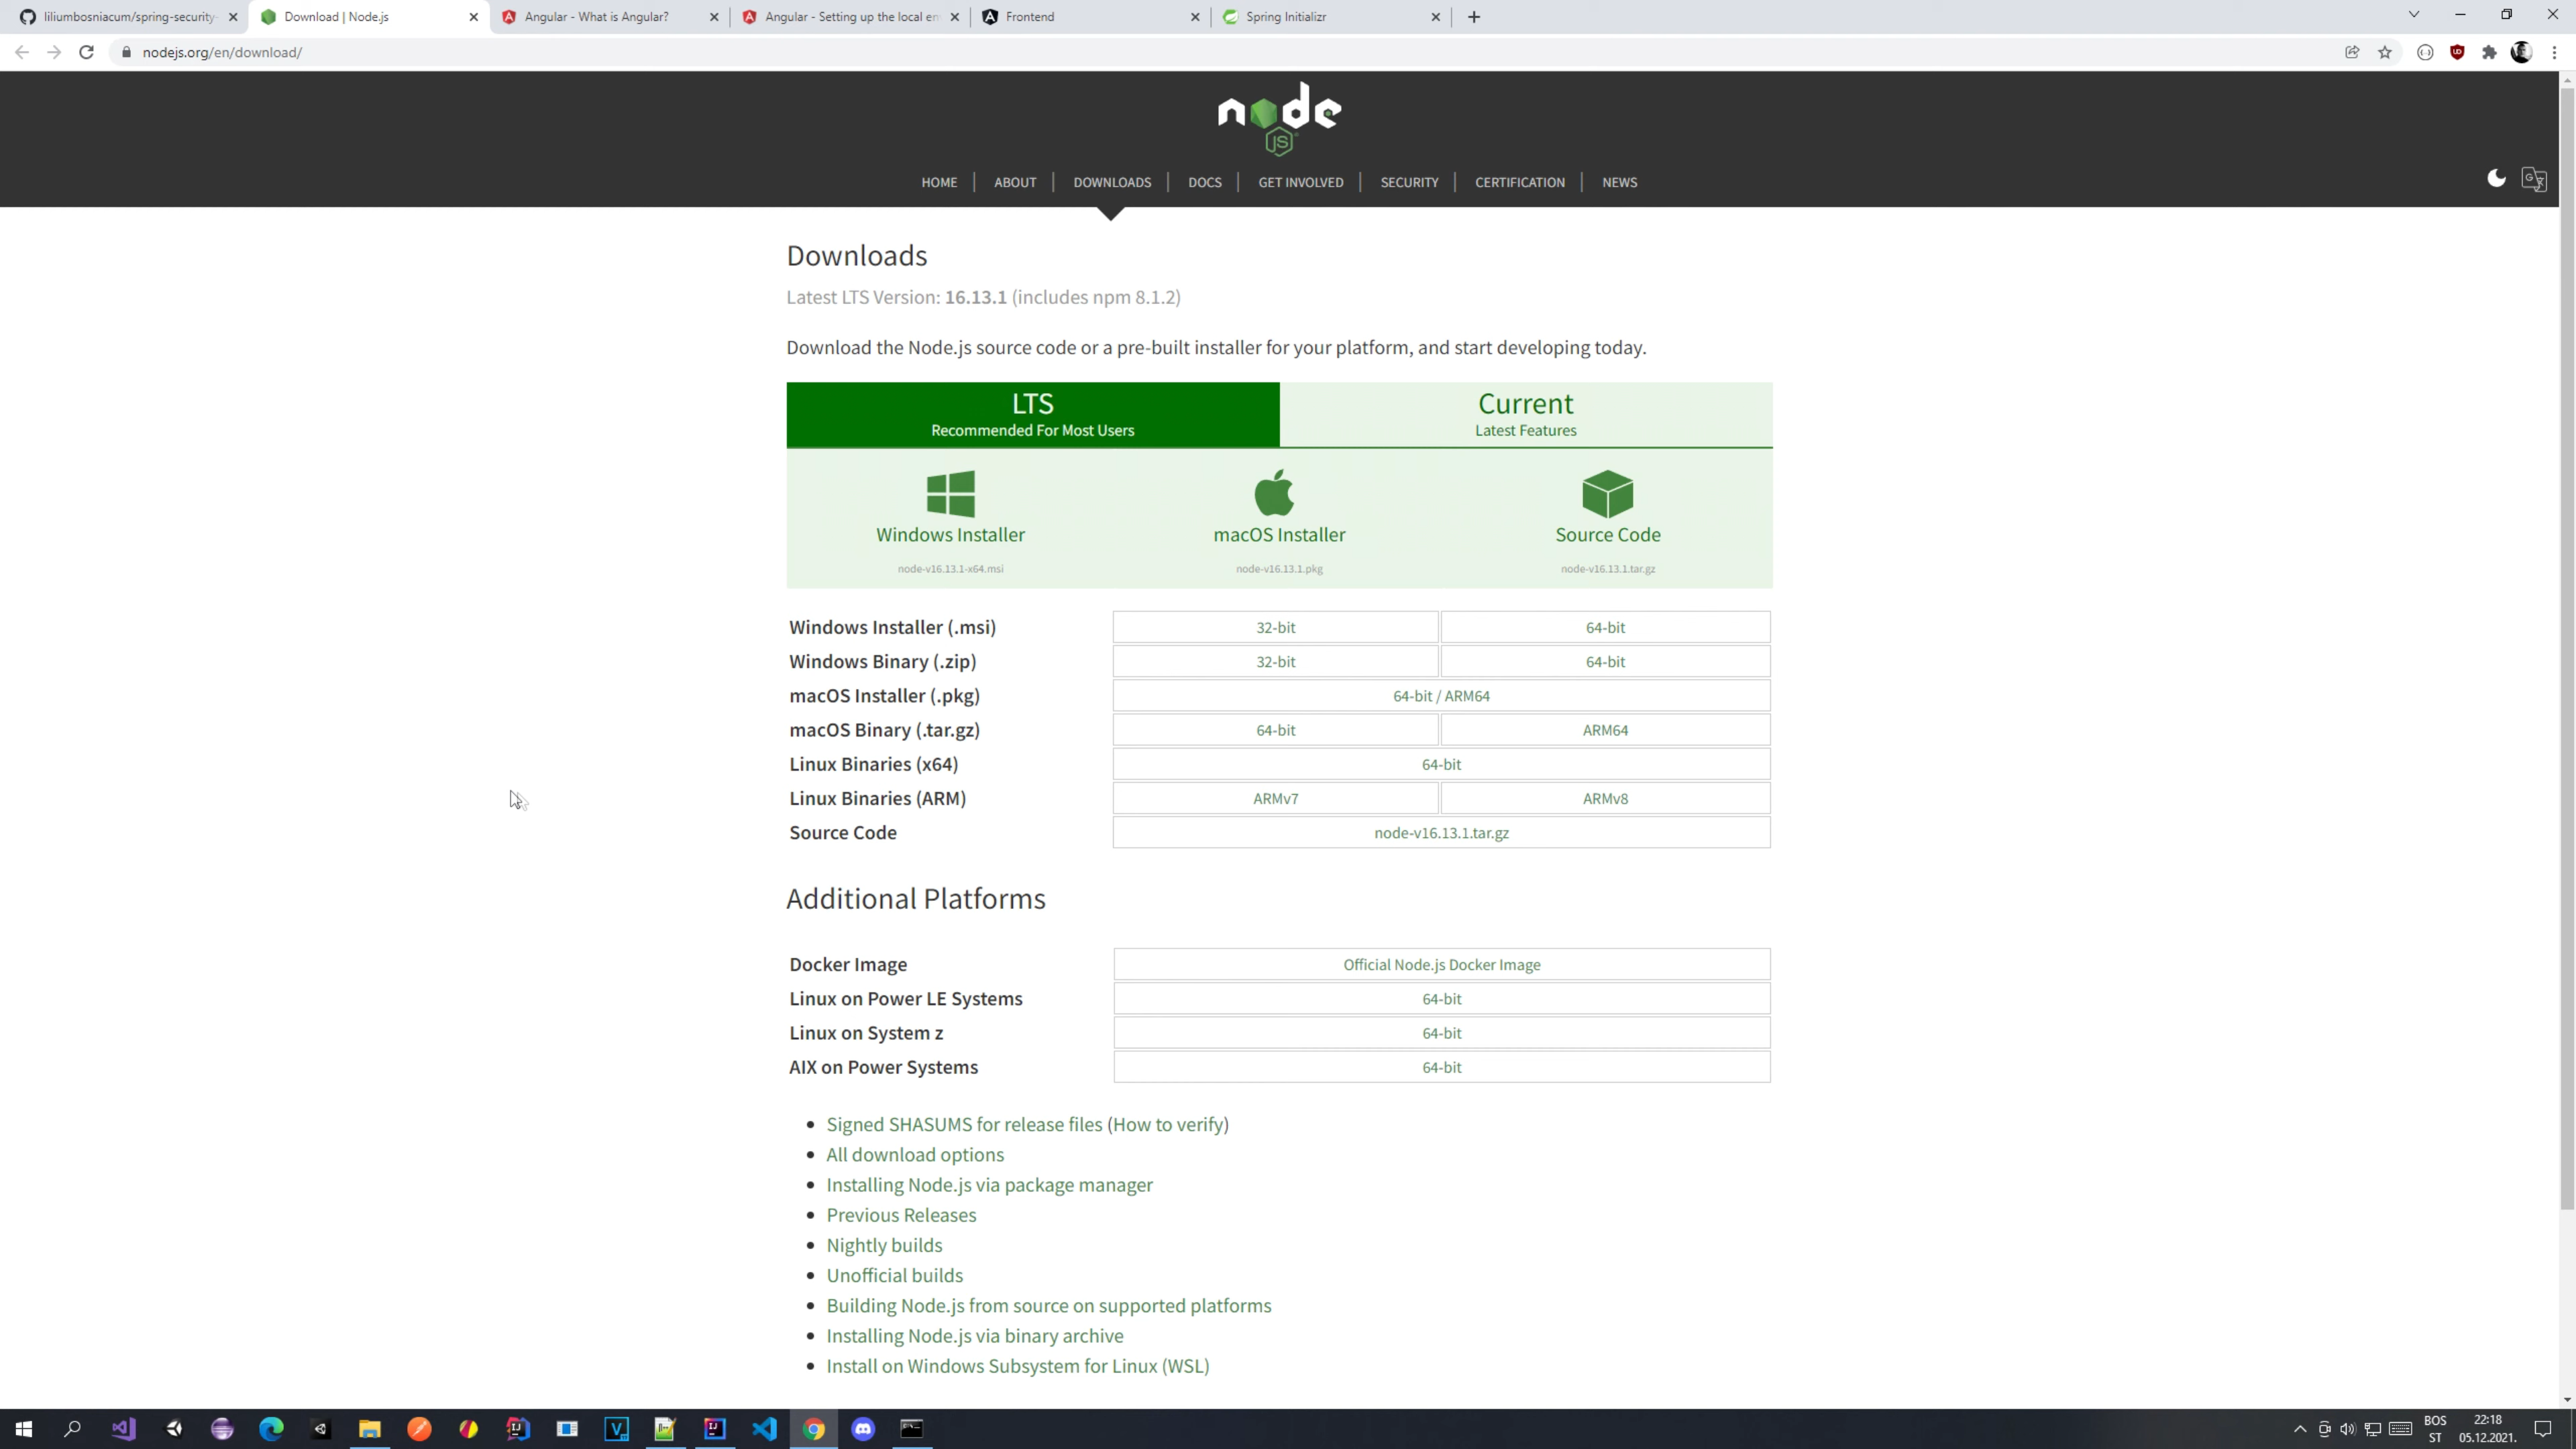 liliumbosniacum/spring-security-
Download | Node.js
Angular - What is Angular?
Angular - Setting up the local en
Frontend
Spring Initializr
nodejs.org/en/download/
node
JS
HOME
ABOUT
DOWNLOADS
DOCS
GET INVOLVED
SECURITY
CERTIFICATION
NEWS
Downloads
Latest LTS Version: 16.13.1 (includes npm 8.1.2)
Download the Node.js source code or a pre-built installer for your platform, and start developing today.
LTS
Recommended For Most Users
Current
Latest Features
Windows Installer
node-v16.13.1-x64.msi
macOS Installer
node-v16.13.1.pkg
Source Code
node-v16.13.1.tar.gz
Windows Installer (.msi) 32-bit 64-bit
Windows Binary (.zip) 32-bit 64-bit
macOS Installer (.pkg) 64-bit / ARM64
macOS Binary (.tar.gz) 64-bit ARM64
Linux Binaries (x64) 64-bit
Linux Binaries (ARM) ARMv7 ARMv8
Source Code node-v16.13.1.tar.gz
Additional Platforms
Docker Image Official Node.js Docker Image
Linux on Power LE Systems 64-bit
Linux on System z 64-bit
AIX on Power Systems 64-bit
Signed SHASUMS for release files (How to verify)
All download options
Installing Node.js via package manager
Previous Releases
Nightly builds
Unofficial builds
Building Node.js from source on supported platforms
Installing Node.js via binary archive
Install on Windows Subsystem for Linux (WSL)
BOS
ST
22:18
05.12.2021.